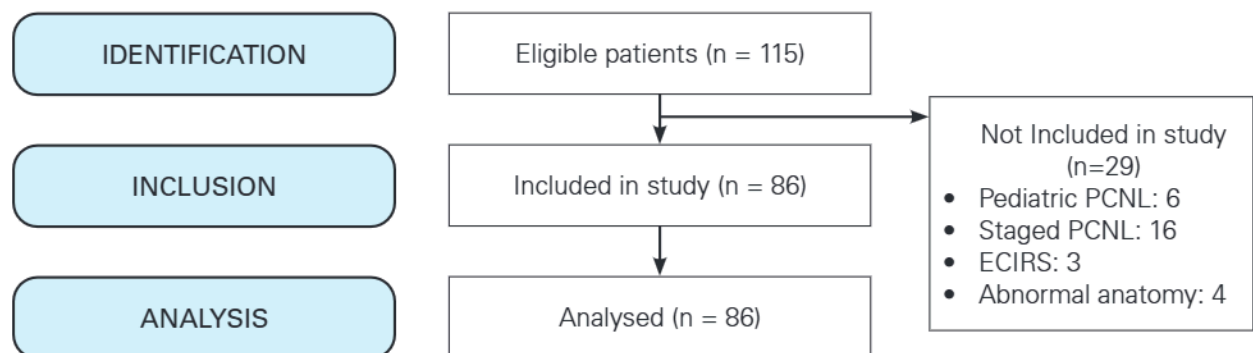 IDENTIFICATION
Eligible patients (n = 115)
Not Included in study
(n=29)
• Pediatric PCNL: 6
• Staged PCNL: 16
• ECIRS: 3
• Abnormal anatomy: 4
INCLUSION
Included in study (n = 86)
ANALYSIS
Analysed (n = 86)